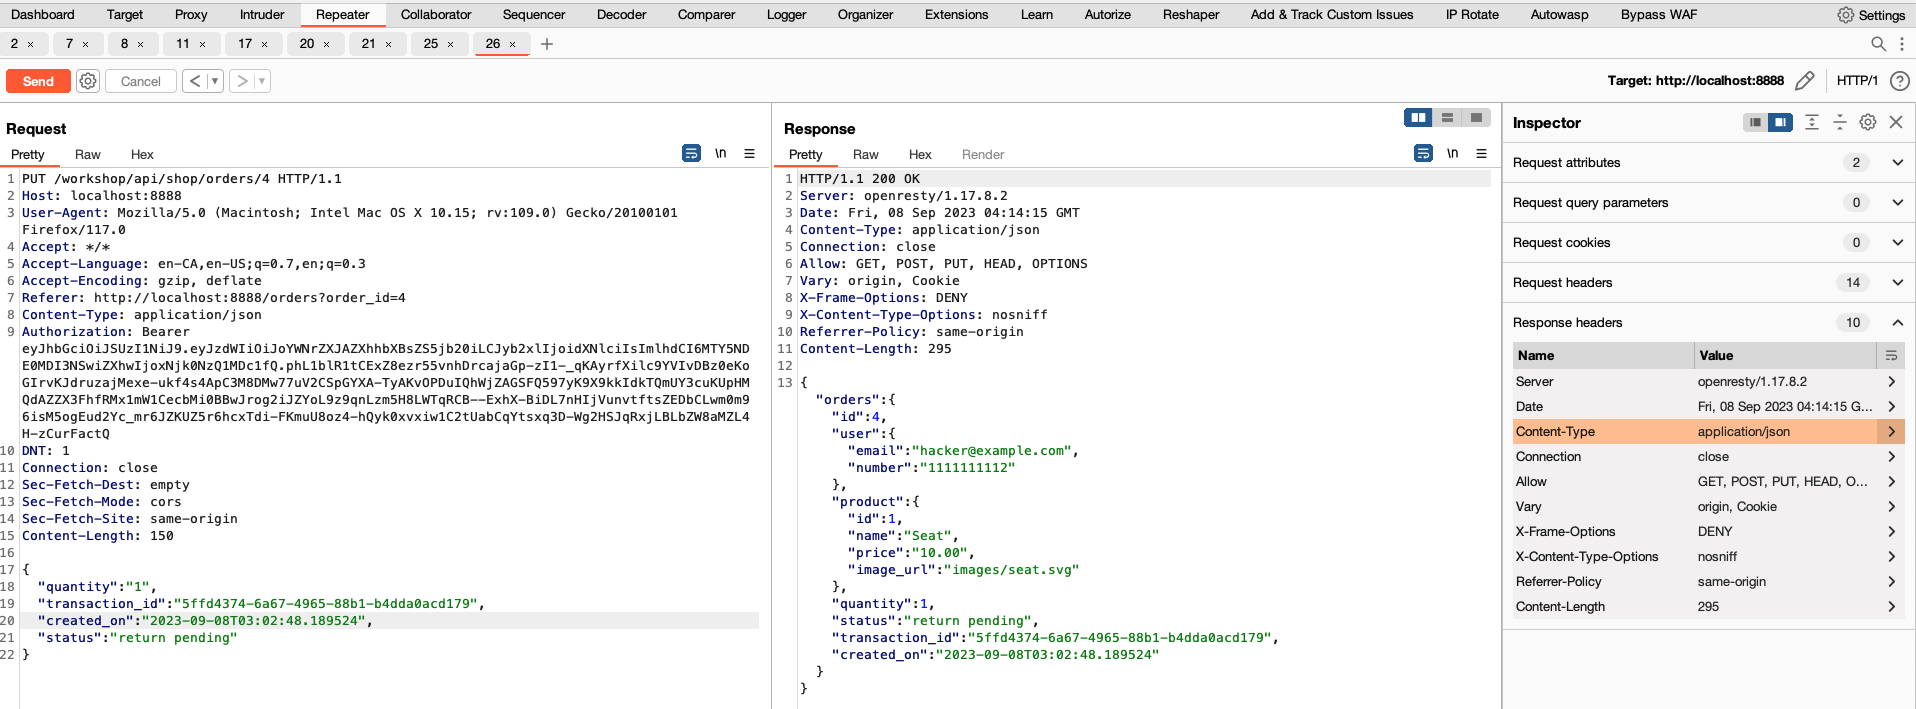 Dashboard Target Proxy Intruder Repeater Collaborator Sequencer Decoder Comparer Logger Organizer Extensions Learn Autorize Reshaper Add & Track Custom Issues IP Rotate Autowasp Bypass WAF Settings
2 × 7 × 8 × 11 × 17 × 20 × 21 × 25 × 26 × +
Send Cancel < > Target: http://localhost:8888 HTTP/1 ?
Request
Pretty Raw Hex \n
1 PUT /workshop/api/shop/orders/4 HTTP/1.1
2 Host: localhost:8888
3 User-Agent: Mozilla/5.0 (Macintosh; Intel Mac OS X 10.15; rv:109.0) Gecko/20100101
Firefox/117.0
4 Accept: */*
5 Accept-Language: en-CA,en-US;q=0.7,en;q=0.3
6 Accept-Encoding: gzip, deflate
7 Referer: http://localhost:8888/orders?order_id=4
8 Content-Type: application/json
9 Authorization: Bearer
eyJhbGciOiJSUzI1NiJ9.eyJzdWIiOiJoYWNrZXJAZXhhbXBsZS5jb20iLCJyb2xlIjoidXNlciIsImlhdCI6MTY5ND
E0MDI3NSwiZXhwIjoxNjk0NzQ1MDc1fQ.phL1blR1tCExZ8ezr55vnhDrcajaGp-zI1-_qKAyrfXilc9YVIvDBz0eKo
GIrvKJdruzajMexe-ukf4s4ApC3M8DMw77uV2CSpGYXA-TyAKvOPDuIQhWjZAGSFQ597yK9X9kkIdkTQmUY3cuKUpHM
QdAZZX3FhfRMx1mW1CecbMi0BBwJrog2iJZYoL9z9qnLzm5H8LWTqRCB--ExhX-BiDL7nHIjVunvtftsZEDbCLwm0m9
6isM5ogEud2Yc_mr6JZKUZ5r6hcxTdi-FKmuU8oz4-hQyk0xvxiw1C2tUabCqYtsxq3D-Wg2HSJqRxjLBLbZW8aMZL4
H-zCurFactQ
10 DNT: 1
11 Connection: close
12 Sec-Fetch-Dest: empty
13 Sec-Fetch-Mode: cors
14 Sec-Fetch-Site: same-origin
15 Content-Length: 150
16
17 {
18 "quantity":"1",
19 "transaction_id":"5ffd4374-6a67-4965-88b1-b4dda0acd179",
20 "created_on":"2023-09-08T03:02:48.189524",
21 "status":"return pending"
22 }
Response
Pretty Raw Hex Render \n
1 HTTP/1.1 200 OK
2 Server: openresty/1.17.8.2
3 Date: Fri, 08 Sep 2023 04:14:15 GMT
4 Content-Type: application/json
5 Connection: close
6 Allow: GET, POST, PUT, HEAD, OPTIONS
7 Vary: origin, Cookie
8 X-Frame-Options: DENY
9 X-Content-Type-Options: nosniff
10 Referrer-Policy: same-origin
11 Content-Length: 295
12
13 {
"orders":{
"id":4,
"user":{
"email":"hacker@example.com",
"number":"1111111112"
},
"product":{
"id":1,
"name":"Seat",
"price":"10.00",
"image_url":"images/seat.svg"
},
"quantity":1,
"status":"return pending",
"transaction_id":"5ffd4374-6a67-4965-88b1-b4dda0acd179",
"created_on":"2023-09-08T03:02:48.189524"
}
}
Inspector
Request attributes 2
Request query parameters 0
Request cookies 0
Request headers 14
Response headers 10
Name Value
Server openresty/1.17.8.2
Date Fri, 08 Sep 2023 04:14:15 G...
Content-Type application/json
Connection close
Allow GET, POST, PUT, HEAD, O...
Vary origin, Cookie
X-Frame-Options DENY
X-Content-Type-Options nosniff
Referrer-Policy same-origin
Content-Length 295